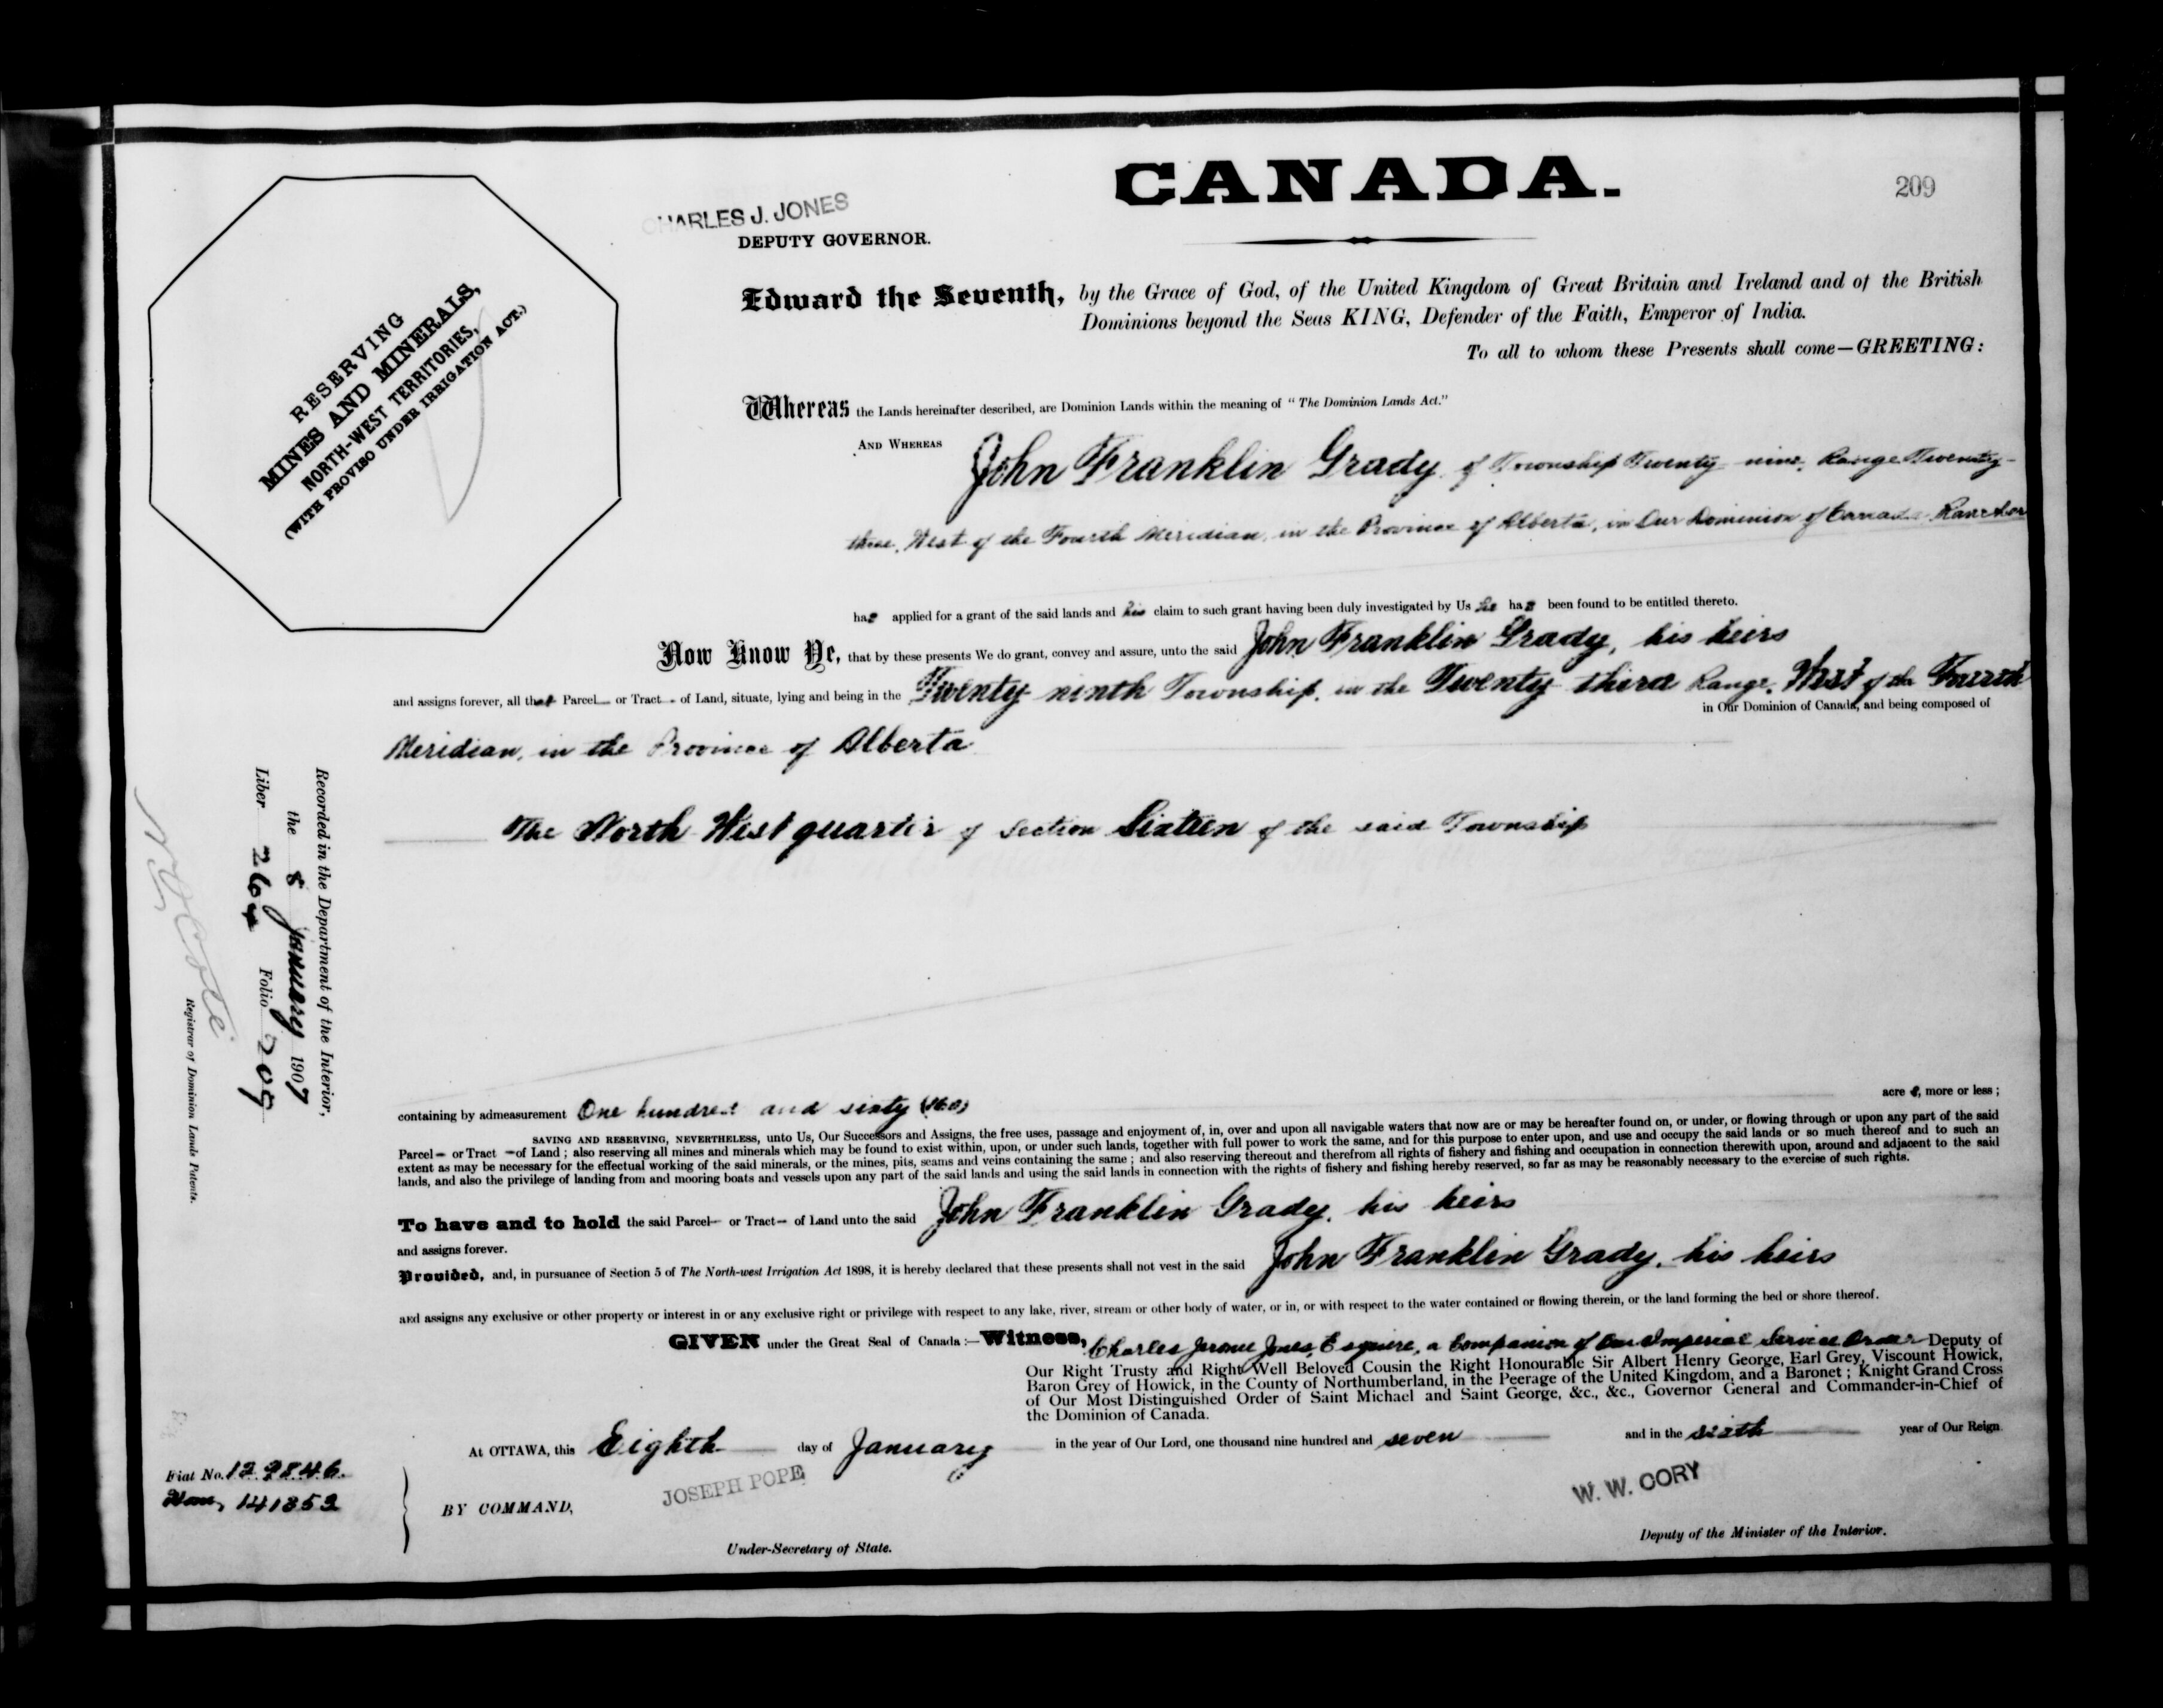 CANADA.
209
CHARLES J. JONES
DEPUTY GOVERNOR.
RESERVING
MINES AND MINERALS,
NORTH-WEST TERRITORIES,
(WITH PROVISO UNDER IRRIGATION ACT.)
Edward the Seventh, by the Grace of God, of the United Kingdom of Great Britain and Ireland and of the British
Dominions beyond the Seas KING, Defender of the Faith, Emperor of India.
To all to whom these Presents shall come—GREETING:
Whereas the Lands hereinafter described, are Dominion Lands within the meaning of "The Dominion Lands Act."
AND WHEREAS John Franklin Grady of Township Twenty-nine, Range Twenty-
three, West of the Fourth Meridian, in the Province of Alberta, in Our Dominion of Canada Rancher
has applied for a grant of the said lands and his claim to such grant having been duly investigated by Us he has been found to be entitled thereto.
Now Know Ye, that by these presents We do grant, convey and assure, unto the said John Franklin Grady, his heirs
and assigns forever, all that Parcel or Tract of Land, situate, lying and being in the Twenty ninth Township, in the Twenty third Range, West of the Fourth
in Our Dominion of Canada, and being composed of
Meridian, in the Province of Alberta
The North West quarter of Section Sixteen of the said Township
containing by admeasurement One hundred and sixty (160) acres, more or less;
SAVING AND RESERVING, NEVERTHELESS, unto Us, Our Successors and Assigns, the free uses, passage and enjoyment of, in, over and upon all navigable waters that now are or may be hereafter found on, or under, or flowing through or upon any part of the said
Parcel or Tract of Land; also reserving all mines and minerals which may be found to exist within, upon, or under such lands, together with full power to work the same, and for this purpose to enter upon, and use and occupy the said lands or so much thereof and to such an
extent as may be necessary for the effectual working of the said minerals, or the mines, pits, seams and veins containing the same; and also reserving thereout and therefrom all rights of fishery and fishing and occupation in connection therewith upon, around and adjacent to the said
lands, and also the privilege of landing from and mooring boats and vessels upon any part of the said lands and using the said lands in connection with the rights of fishery and fishing hereby reserved, so far as may be reasonably necessary to the exercise of such rights.
To have and to hold the said Parcel or Tract of Land unto the said John Franklin Grady, his heirs
and assigns forever.
Provided, and, in pursuance of Section 5 of The North-west Irrigation Act 1898, it is hereby declared that these presents shall not vest in the said John Franklin Grady, his heirs
and assigns any exclusive or other property or interest in or any exclusive right or privilege with respect to any lake, river, stream or other body of water, or in, or with respect to the water contained or flowing therein, or the land forming the bed or shore thereof.
GIVEN under the Great Seal of Canada:—Witness, Charles Jerome Jones, Esquire, a Companion of Our Imperial Service Order Deputy of
Our Right Trusty and Right Well Beloved Cousin the Right Honourable Sir Albert Henry George, Earl Grey, Viscount Howick,
Baron Grey of Howick, in the County of Northumberland, in the Peerage of the United Kingdom, and a Baronet; Knight Grand Cross
of Our Most Distinguished Order of Saint Michael and Saint George, &c., &c., Governor General and Commander-in-Chief of
the Dominion of Canada.
At OTTAWA, this Eighth day of January in the year of Our Lord, one thousand nine hundred and seven and in the sixth year of Our Reign
JOSEPH POPE
W. W. CORY
BY COMMAND,
Under-Secretary of State.
Deputy of the Minister of the Interior.
Recorded in the Department of the Interior,
the 8 January 1907
Liber 264 Folio 209
N O Coté
Registrar of Dominion Lands Patents.
Fiat No. 129846.
Hom, 141352